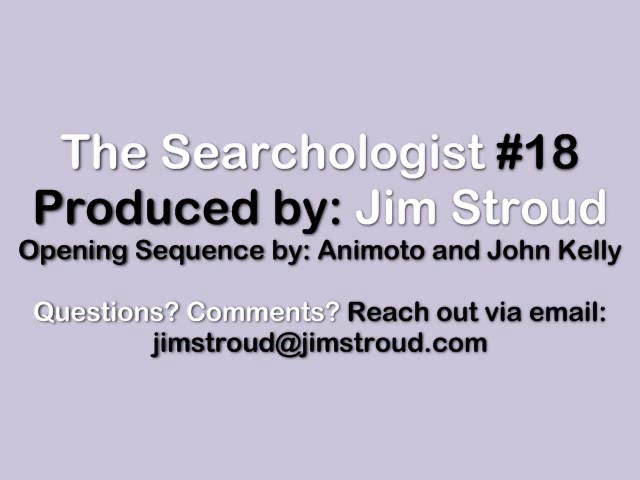 The Searchologist #18
Produced by: Jim Stroud
Opening Sequence by: Animoto and John Kelly
Questions? Comments? Reach out via email:
jimstroud@jimstroud.com